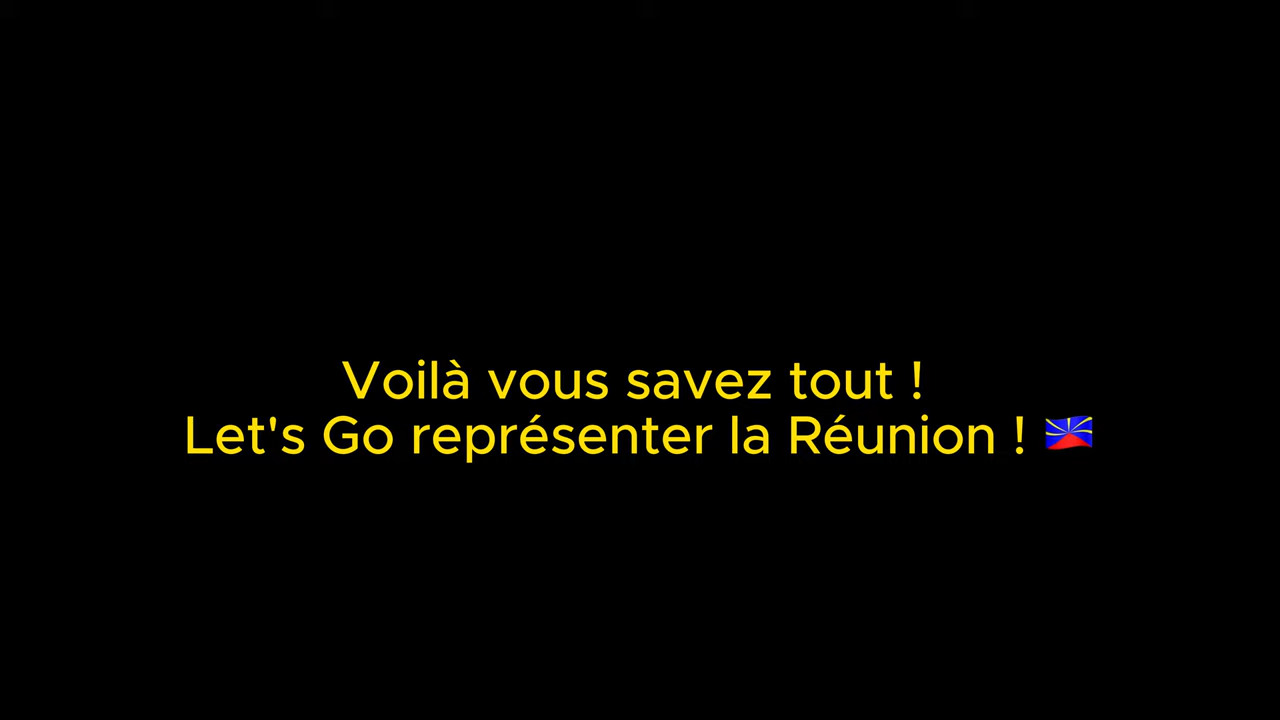 Voilà vous savez tout !
Let's Go représenter la Réunion ! 🇷🇪